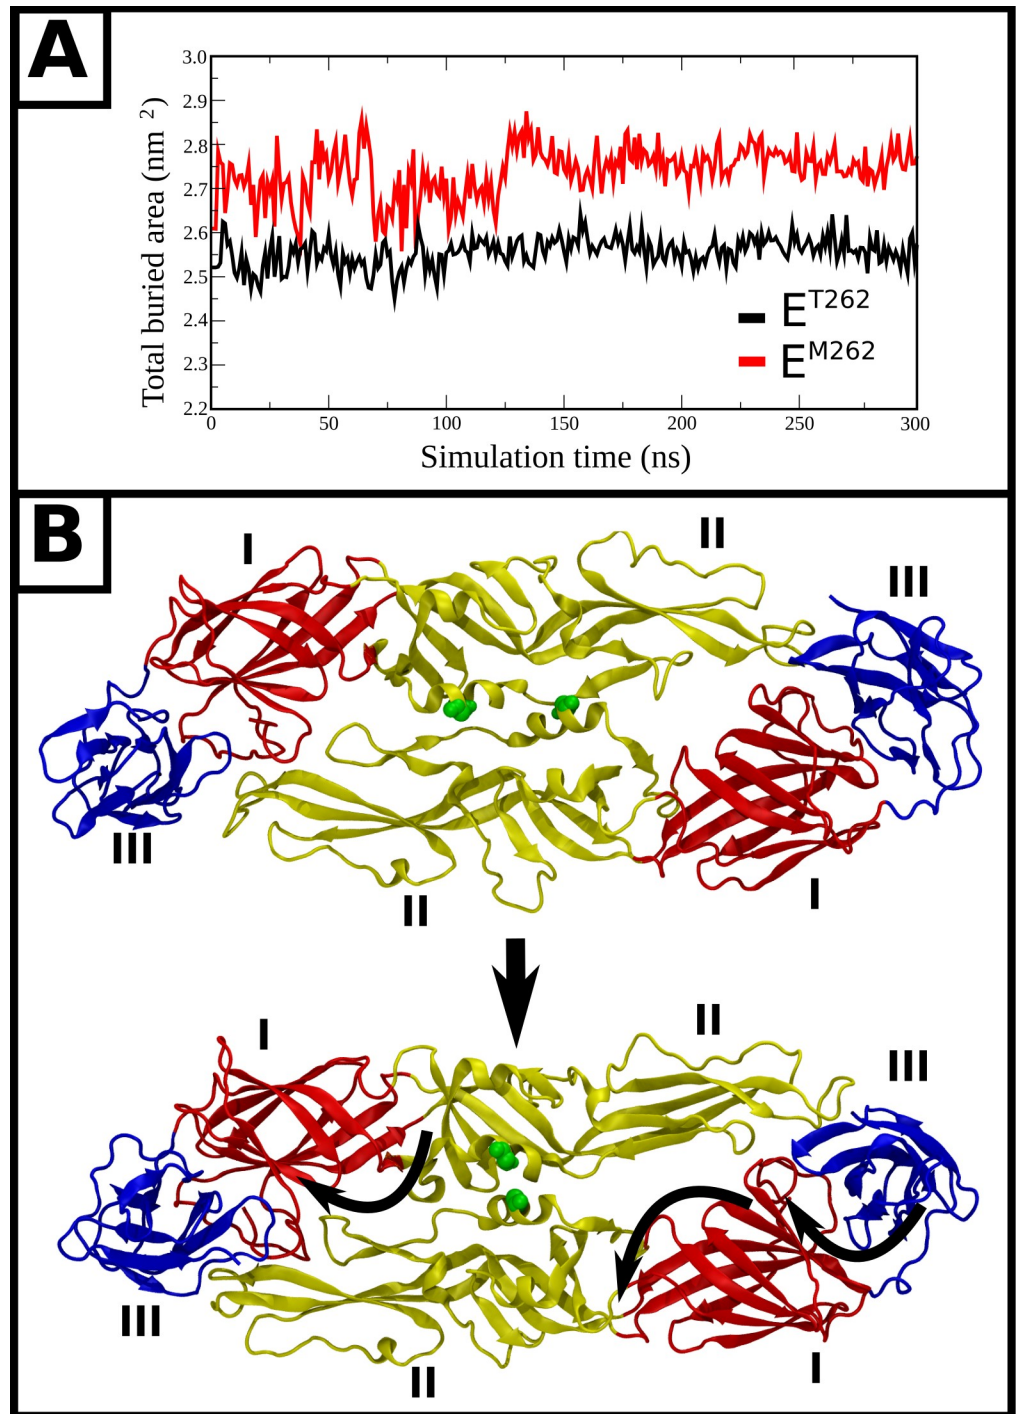 A
Total buried area (nm ²)
3.0
2.9
2.8
2.7
2.6
2.5
2.4
2.3
2.2
0 50 100 150 200 250 300
Simulation time (ns)
E^T262
E^M262
B
I II III
III II I
I II III
III II I